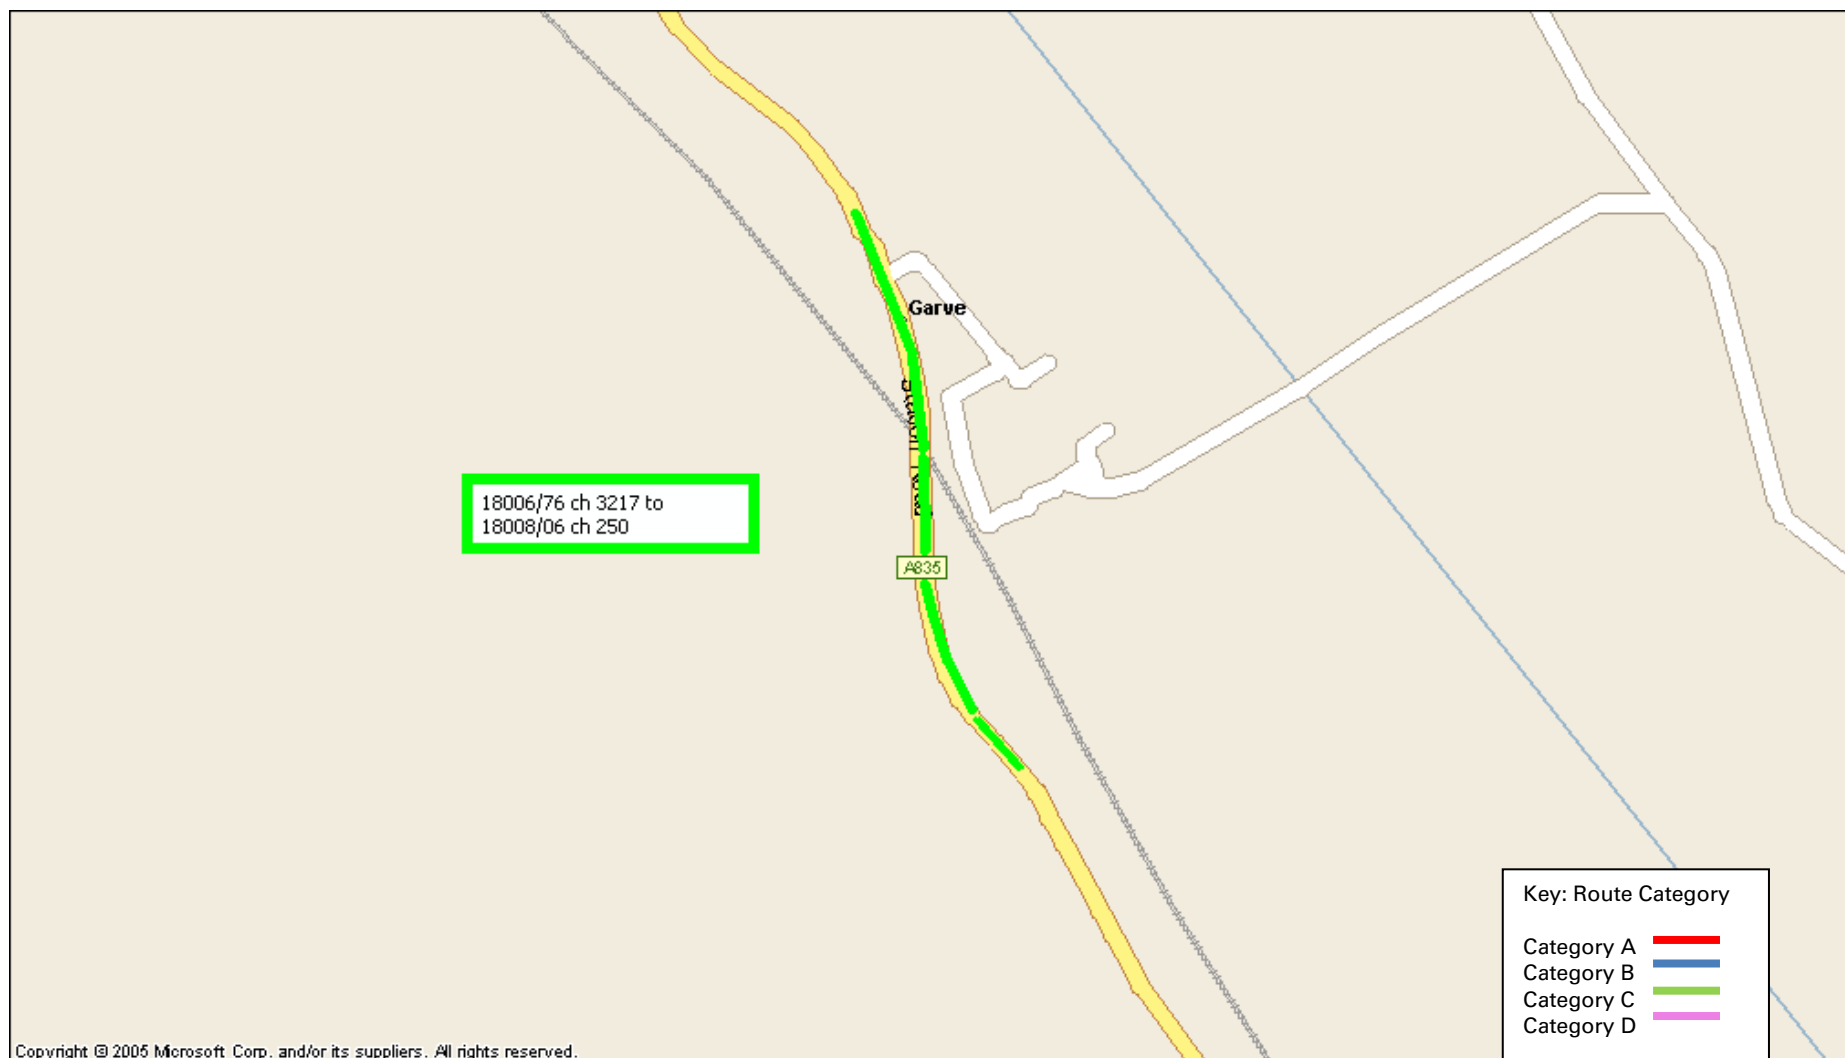 Garve
18006/76 ch 3217 to
18008/06 ch 250
A835
Key: Route Category
Category A
Category B
Category C
Category D
Copyright © 2005 Microsoft Corp. and/or its suppliers. All rights reserved.